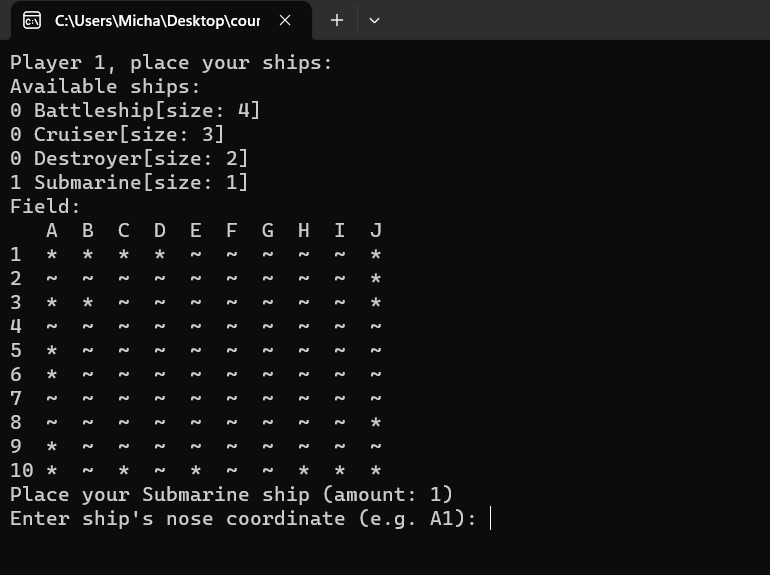 C:\Users\Micha\Desktop\cour
Player 1, place your ships:
Available ships:
0 Battleship[size: 4]
0 Cruiser[size: 3]
0 Destroyer[size: 2]
1 Submarine[size: 1]
Field:
   A  B  C  D  E  F  G  H  I  J
1  *  *  *  *  ~  ~  ~  ~  ~  *
2  ~  ~  ~  ~  ~  ~  ~  ~  ~  *
3  *  *  ~  ~  ~  ~  ~  ~  ~  *
4  ~  ~  ~  ~  ~  ~  ~  ~  ~  ~
5  *  ~  ~  ~  ~  ~  ~  ~  ~  ~
6  *  ~  ~  ~  ~  ~  ~  ~  ~  ~
7  ~  ~  ~  ~  ~  ~  ~  ~  ~  ~
8  ~  ~  ~  ~  ~  ~  ~  ~  ~  *
9  *  ~  ~  ~  ~  ~  ~  ~  ~  ~
10 *  ~  *  ~  *  ~  ~  *  *  *
Place your Submarine ship (amount: 1)
Enter ship's nose coordinate (e.g. A1):